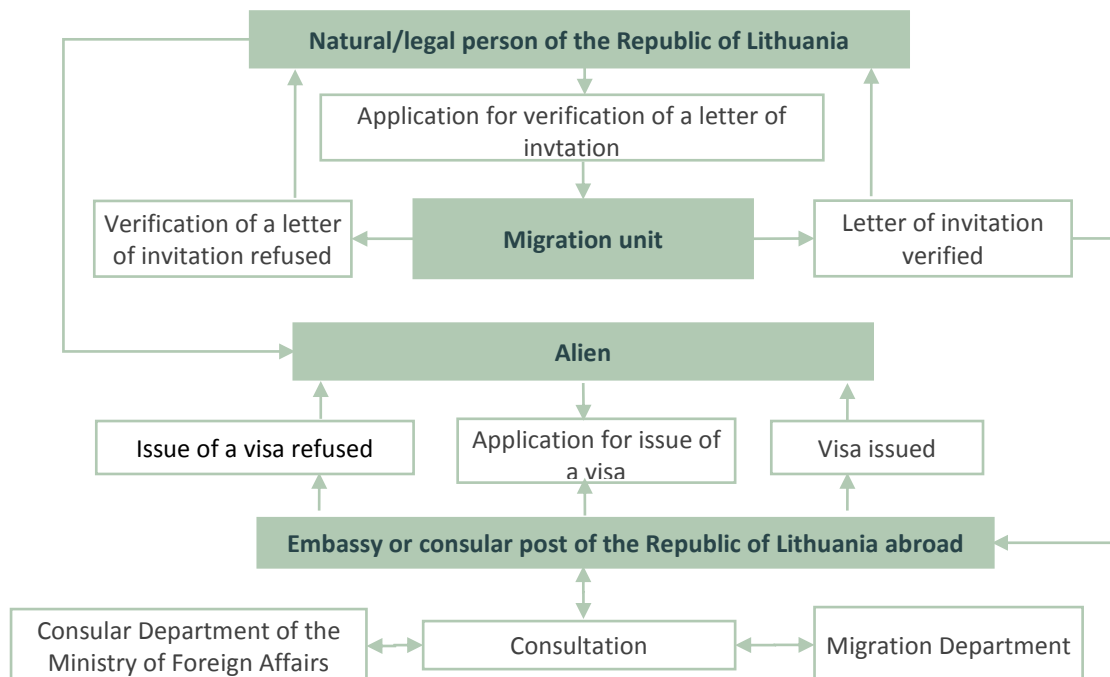 Natural/legal person of the Republic of Lithuania
Application for verification of a letter of
invtation
Verification of a letter
of invitation refused
Migration unit
Letter of invitation
verified
Alien
Issue of a visa refused
Application for issue of
a visa
Visa issued
Embassy or consular post of the Republic of Lithuania abroad
Consular Department of the
Ministry of Foreign Affairs
Consultation
Migration Department